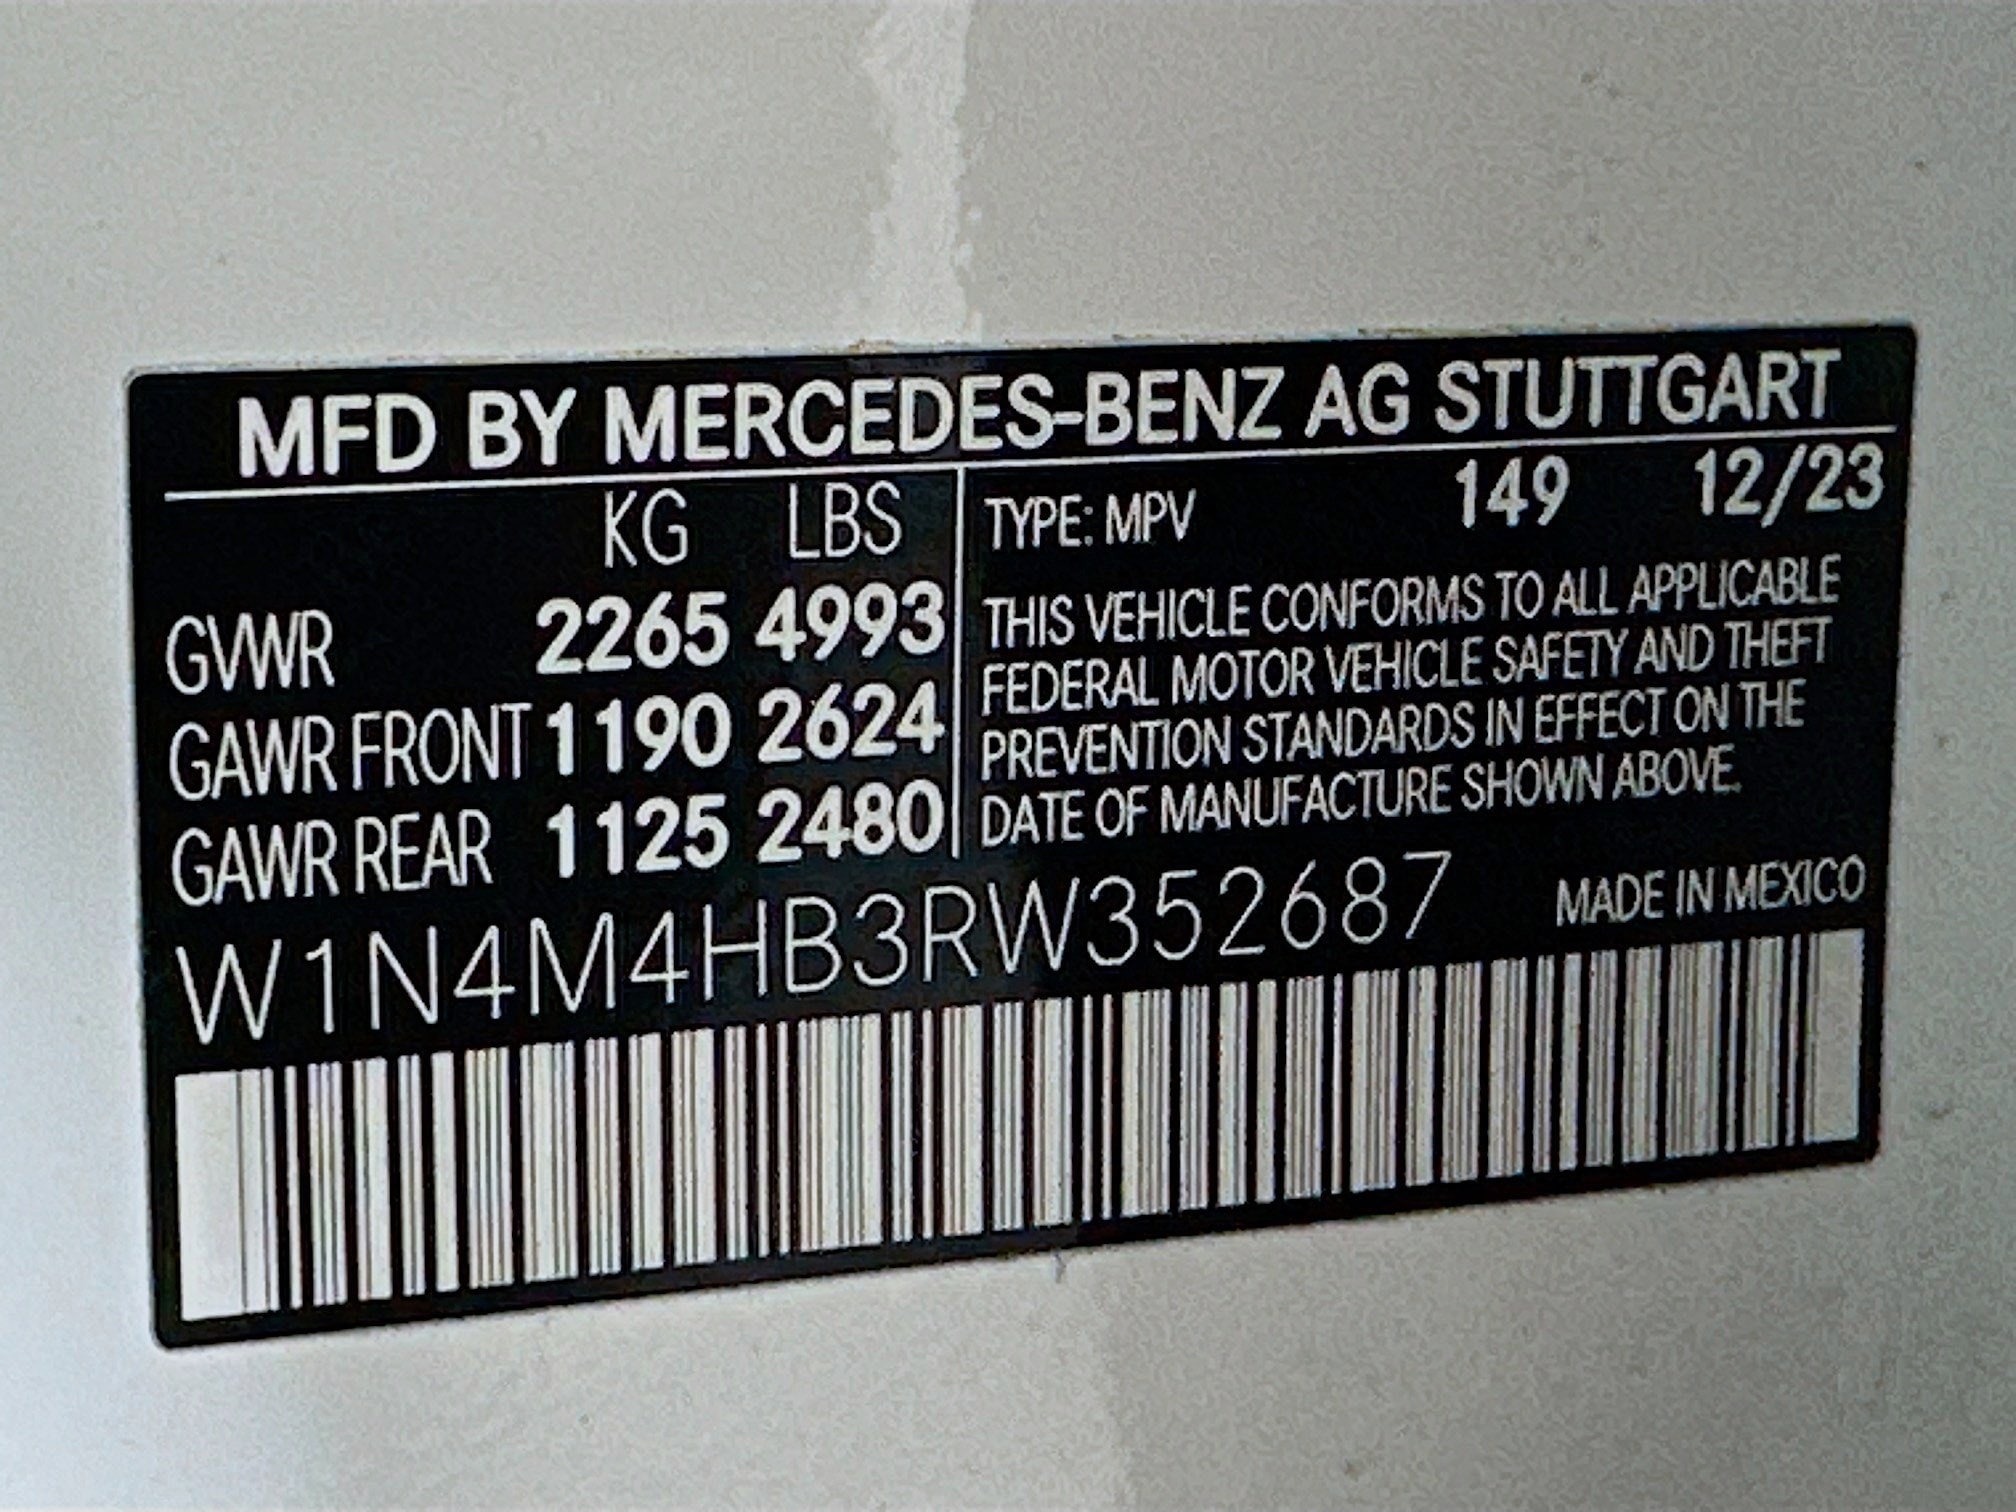 MFD BY MERCEDES-BENZ AG STUTTGART
KG LBS
GVWR 2265 4993
GAWR FRONT 1190 2624
GAWR REAR 1125 2480
TYPE: MPV 149 12/23
THIS VEHICLE CONFORMS TO ALL APPLICABLE
FEDERAL MOTOR VEHICLE SAFETY AND THEFT
PREVENTION STANDARDS IN EFFECT ON THE
DATE OF MANUFACTURE SHOWN ABOVE.
W1N4M4HB3RW352687 MADE IN MEXICO